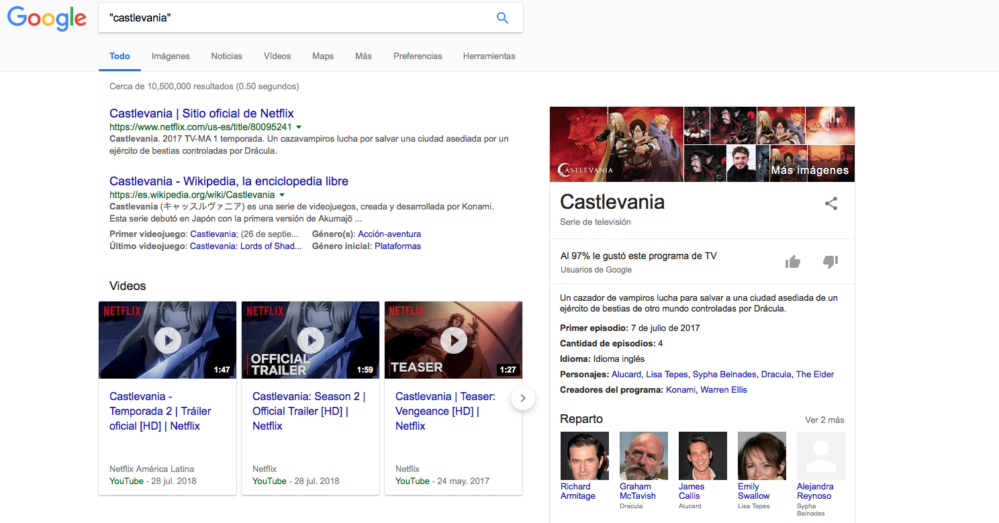 Google
"castlevania"
Todo Imágenes Noticias Vídeos Maps Más Preferencias Herramientas
Cerca de 10,500,000 resultados (0.50 segundos)
Castlevania | Sitio oficial de Netflix
https://www.netflix.com/us-es/title/80095241
Castlevania. 2017 TV-MA 1 temporada. Un cazavampiros lucha por salvar una ciudad asediada por un
ejército de bestias controladas por Drácula.
Castlevania - Wikipedia, la enciclopedia libre
https://es.wikipedia.org/wiki/Castlevania
Castlevania (キャッスルヴァニア) es una serie de videojuegos, creada y desarrollada por Konami.
Esta serie debutó en Japón con la primera versión de Akumajō ...
Primer videojuego: Castlevania; (26 de septie... Género(s): Acción-aventura
Último videojuego: Castlevania: Lords of Shad... Género inicial: Plataformas
Videos
NETFLIX
1:47
Castlevania -
Temporada 2 | Tráiler
oficial [HD] | Netflix
Netflix América Latina
YouTube - 28 jul. 2018
NETFLIX
OFFICIAL
TRAILER
1:59
Castlevania: Season 2 |
Official Trailer [HD] |
Netflix
Netflix
YouTube - 28 jul. 2018
NETFLIX
TEASER
1:27
Castlevania | Teaser:
Vengeance [HD] |
Netflix
Netflix
YouTube - 24 may. 2017
CASTLEVANIA
CASTLEVANIA
Más imágenes
Castlevania
Serie de televisión
Al 97% le gustó este programa de TV
Usuarios de Google
Un cazador de vampiros lucha para salvar a una ciudad asediada de un
ejército de bestias de otro mundo controladas por Drácula.
Primer episodio: 7 de julio de 2017
Cantidad de episodios: 4
Idioma: Idioma inglés
Personajes: Alucard, Lisa Tepes, Sypha Belnades, Dracula, The Elder
Creadores del programa: Konami, Warren Ellis
Reparto
Ver 2 más
Richard
Armitage
Graham
McTavish
Dracula
James
Callis
Alucard
Emily
Swallow
Lisa Tepes
Alejandra
Reynoso
Sypha
Belnades